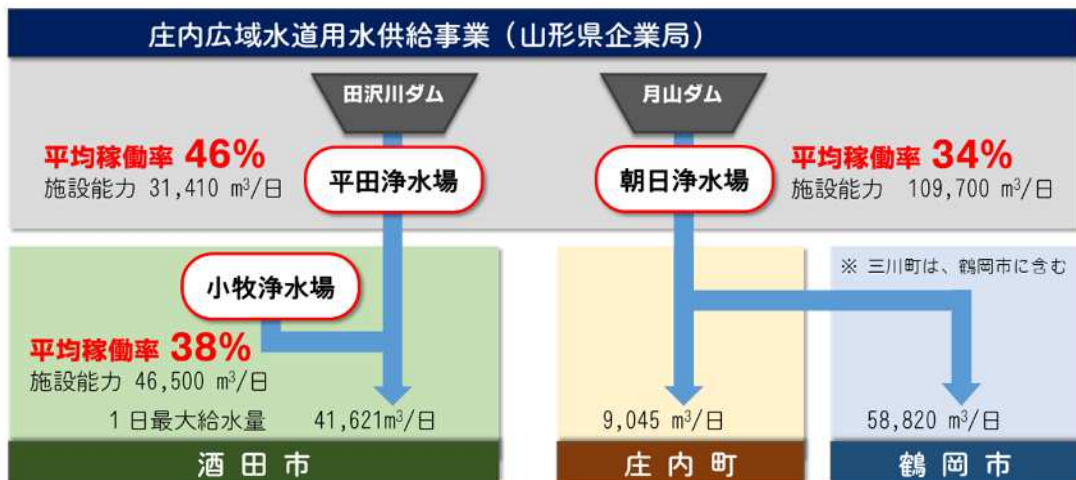 庄内広域水道用水供給事業（山形県企業局）
田沢川ダム
月山ダム
平均稼働率 46%
施設能力 31,410 m³/日
平田浄水場
朝日浄水場
平均稼働率 34%
施設能力 109,700 m³/日
小牧浄水場
※ 三川町は、鶴岡市に含む
平均稼働率 38%
施設能力 46,500 m³/日
1日最大給水量 41,621m³/日
9,045 m³/日
58,820 m³/日
酒田市
庄内町
鶴岡市